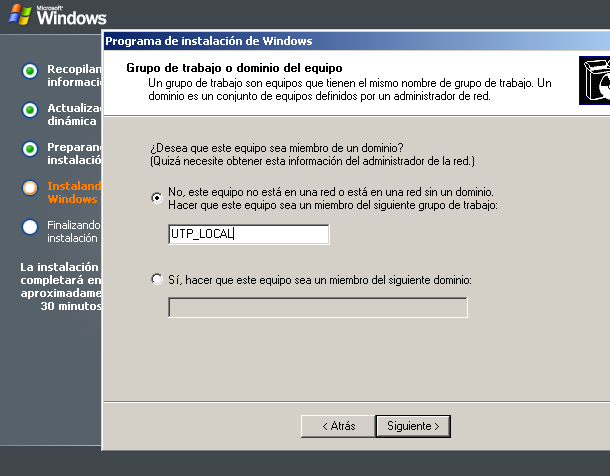 Microsoft
Windows
Programa de instalación de Windows
Grupo de trabajo o dominio del equipo
Un grupo de trabajo son equipos que tienen el mismo nombre de grupo de trabajo. Un
dominio es un conjunto de equipos definidos por un administrador de red.
Recopilan
informaci
Actualiza
dinámica
Preparan
instalació
Instaland
Windows
Finalizando
instalación
La instalación
completará en
aproximadame
30 minutos
¿Desea que este equipo sea miembro de un dominio?
(Quizá necesite obtener esta información del administrador de la red.)
No, este equipo no está en una red o está en una red sin un dominio.
Hacer que este equipo sea un miembro del siguiente grupo de trabajo:
UTP_LOCAL
Sí, hacer que este equipo sea un miembro del siguiente dominio:
< Atrás
Siguiente >